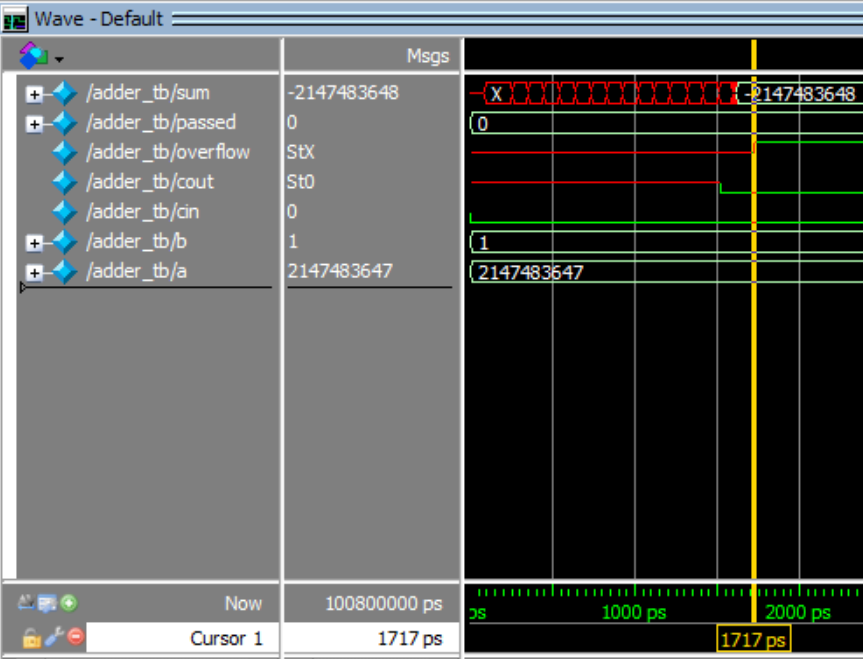 Wave - Default
Msgs
/adder_tb/sum -2147483648 X -2147483648
/adder_tb/passed 0 0
/adder_tb/overflow StX
/adder_tb/cout St0
/adder_tb/cin 0
/adder_tb/b 1 1
/adder_tb/a 2147483647 2147483647
Now 100800000 ps ps 1000 ps 2000 ps
Cursor 1 1717 ps 1717 ps